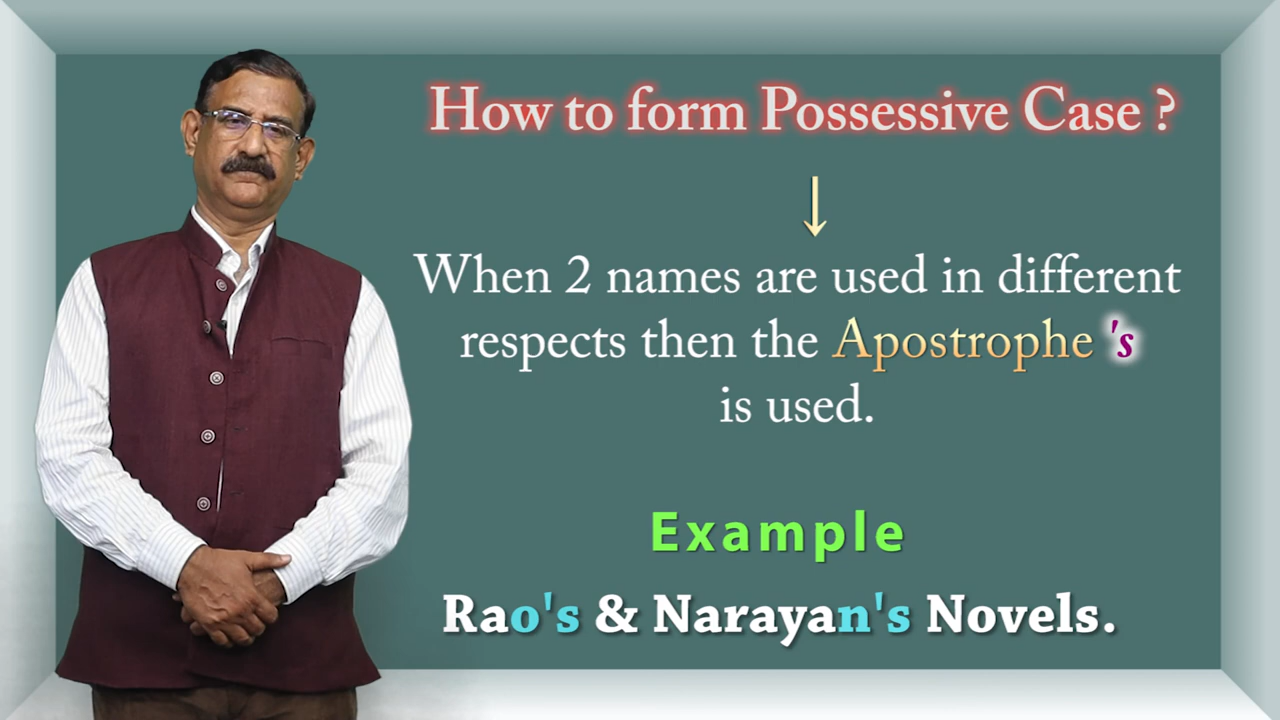 How to form Possessive Case ?
↓
When 2 names are used in different
respects then the Apostrophe 's
is used.
Example
Rao's & Narayan's Novels.